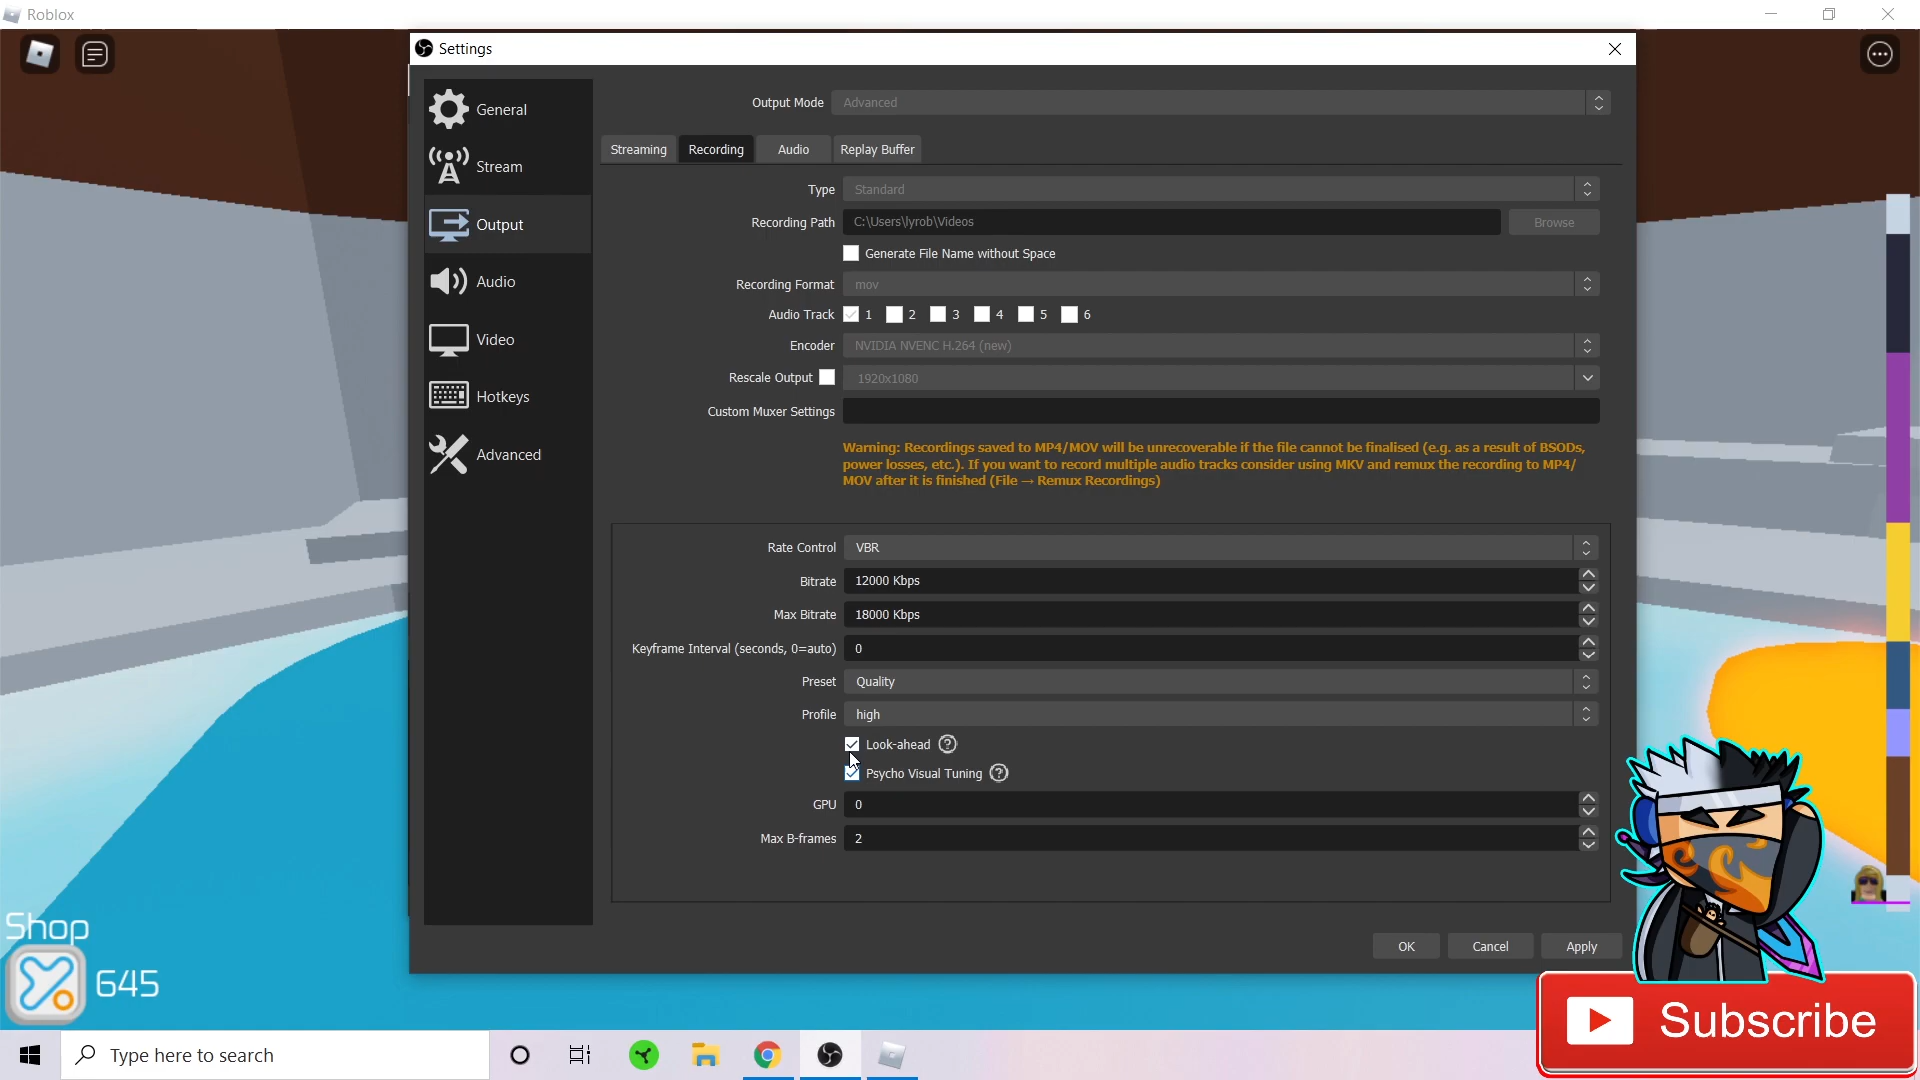 Roblox
Settings
General
Stream
Output
Audio
Video
Hotkeys
Advanced
Output Mode Advanced
Streaming Recording Audio Replay Buffer
Type Standard
Recording Path C:\Users\lyrob\Videos Browse
Generate File Name without Space
Recording Format mov
Audio Track 1 2 3 4 5 6
Encoder NVIDIA NVENC H.264 (new)
Rescale Output 1920x1080
Custom Muxer Settings
Warning: Recordings saved to MP4/MOV will be unrecoverable if the file cannot be finalised (e.g. as a result of BSODs,
power losses, etc.). If you want to record multiple audio tracks consider using MKV and remux the recording to MP4/
MOV after it is finished (File → Remux Recordings)
Rate Control VBR
Bitrate 12000 Kbps
Max Bitrate 18000 Kbps
Keyframe Interval (seconds, 0=auto) 0
Preset Quality
Profile high
Look-ahead ?
Psycho Visual Tuning ?
GPU 0
Max B-frames 2
OK Cancel Apply
Shop
645
Subscribe
Type here to search